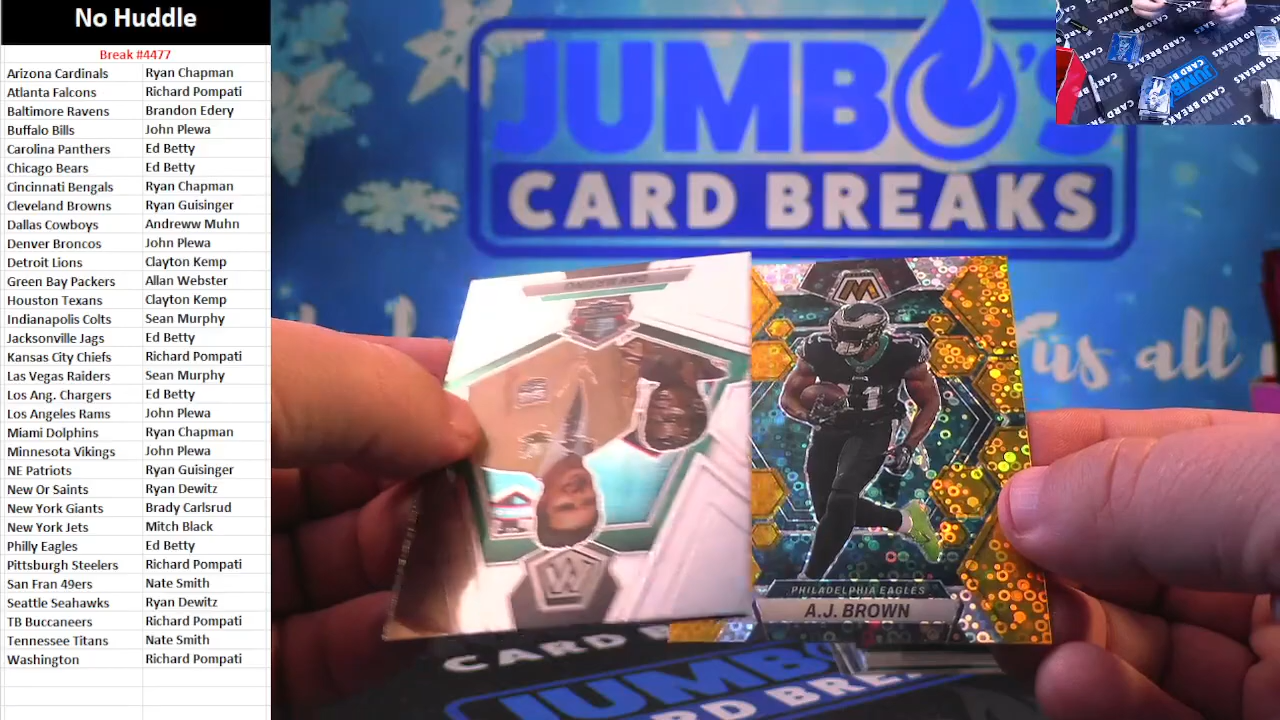 No Huddle
Break #4477
Arizona Cardinals Ryan Chapman
Atlanta Falcons Richard Pompati
Baltimore Ravens Brandon Edery
Buffalo Bills John Plewa
Carolina Panthers Ed Betty
Chicago Bears Ed Betty
Cincinnati Bengals Ryan Chapman
Cleveland Browns Ryan Guisinger
Dallas Cowboys Andreww Muhn
Denver Broncos John Plewa
Detroit Lions Clayton Kemp
Green Bay Packers Allan Webster
Houston Texans Clayton Kemp
Indianapolis Colts Sean Murphy
Jacksonville Jags Ed Betty
Kansas City Chiefs Richard Pompati
Las Vegas Raiders Sean Murphy
Los Ang. Chargers Ed Betty
Los Angeles Rams John Plewa
Miami Dolphins Ryan Chapman
Minnesota Vikings John Plewa
NE Patriots Ryan Guisinger
New Or Saints Ryan Dewitz
New York Giants Brady Carlsrud
New York Jets Mitch Black
Philly Eagles Ed Betty
Pittsburgh Steelers Richard Pompati
San Fran 49ers Nate Smith
Seattle Seahawks Ryan Dewitz
TB Buccaneers Richard Pompati
Tennessee Titans Nate Smith
Washington Richard Pompati
JUMBO'S
CARD BREAKS
us all
11
PHILADELPHIA EAGLES
A.J. BROWN
CARD
JUMB
CARD BREAKS